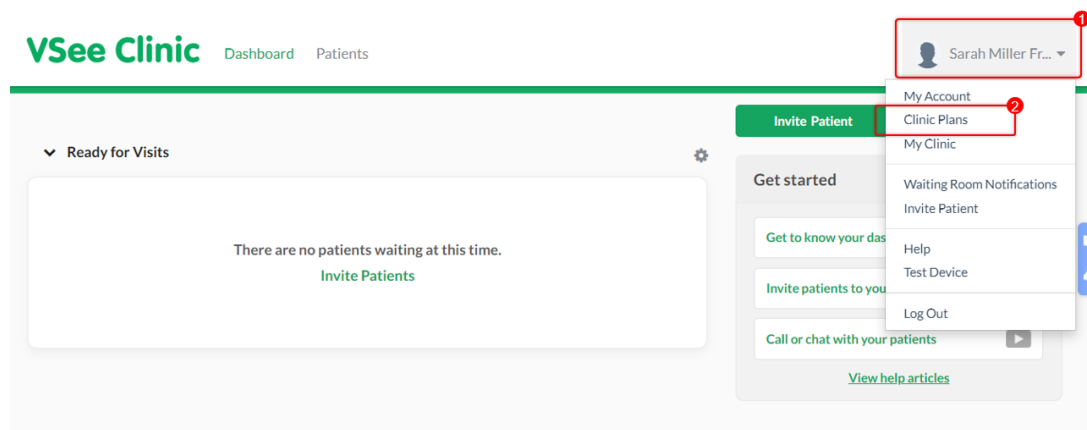 VSee Clinic
Dashboard
Patients
1
Sarah Miller Fr...
My Account
2
Clinic Plans
My Clinic
Waiting Room Notifications
Invite Patient
Help
Test Device
Log Out
Invite Patient
Ready for Visits
There are no patients waiting at this time.
Invite Patients
Get started
Get to know your das
Invite patients to you
Call or chat with your patients
View help articles